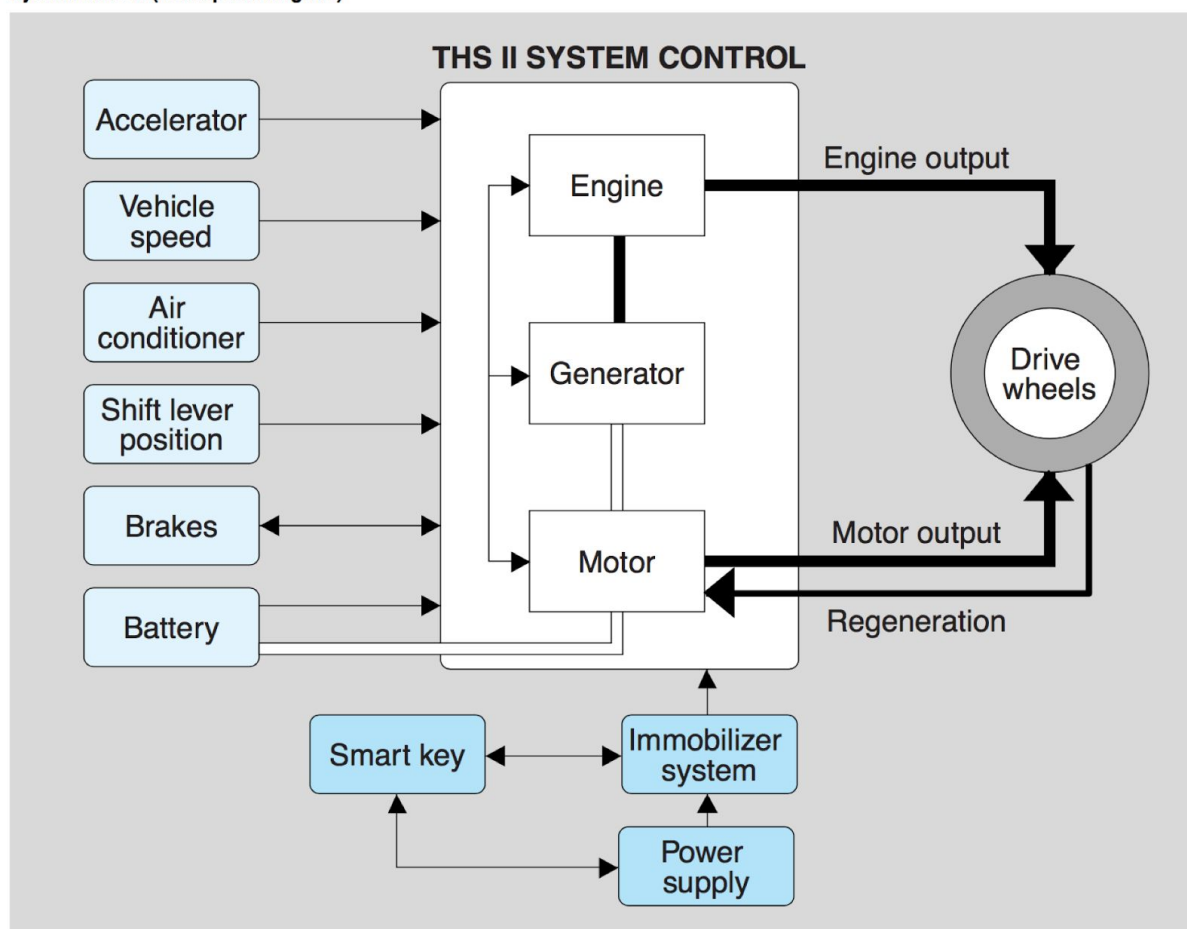 THS II SYSTEM CONTROL
Accelerator
Vehicle
speed
Air
conditioner
Shift lever
position
Brakes
Battery
Engine
Generator
Motor
Engine output
Drive
wheels
Motor output
Regeneration
Smart key
Immobilizer
system
Power
supply